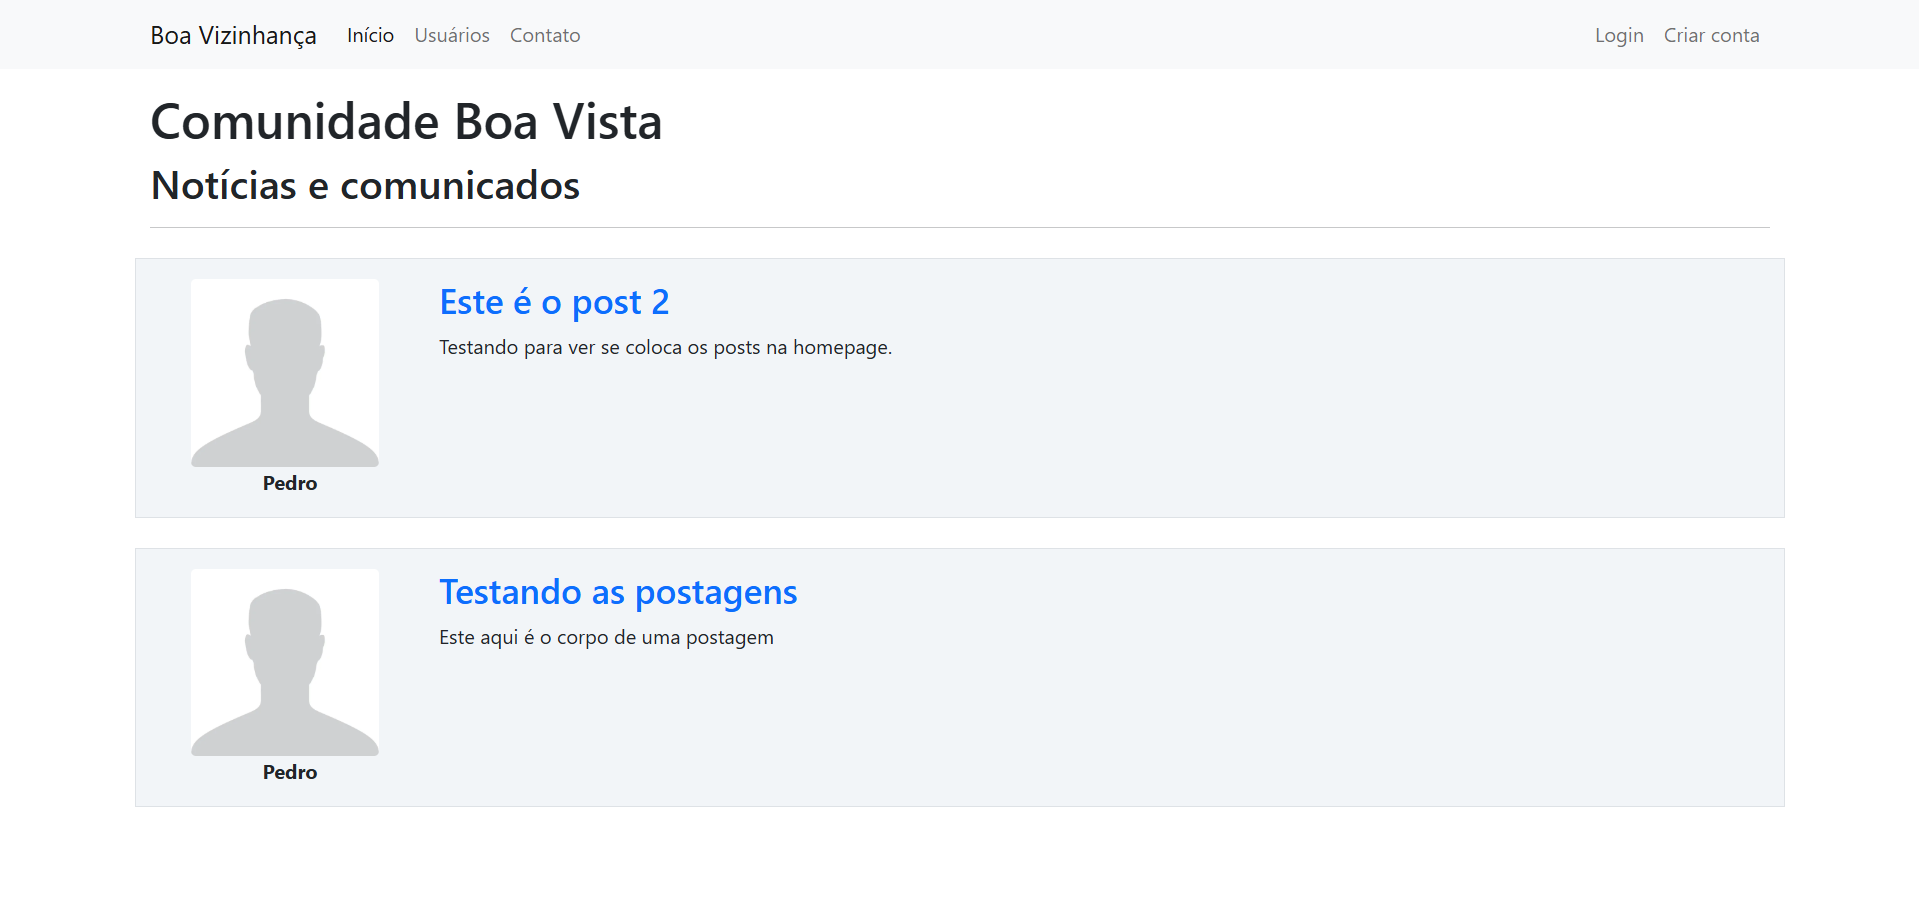 Boa Vizinhança Início Usuários Contato Login Criar conta
Comunidade Boa Vista
Notícias e comunicados
Este é o post 2
Testando para ver se coloca os posts na homepage.
Pedro
Testando as postagens
Este aqui é o corpo de uma postagem
Pedro